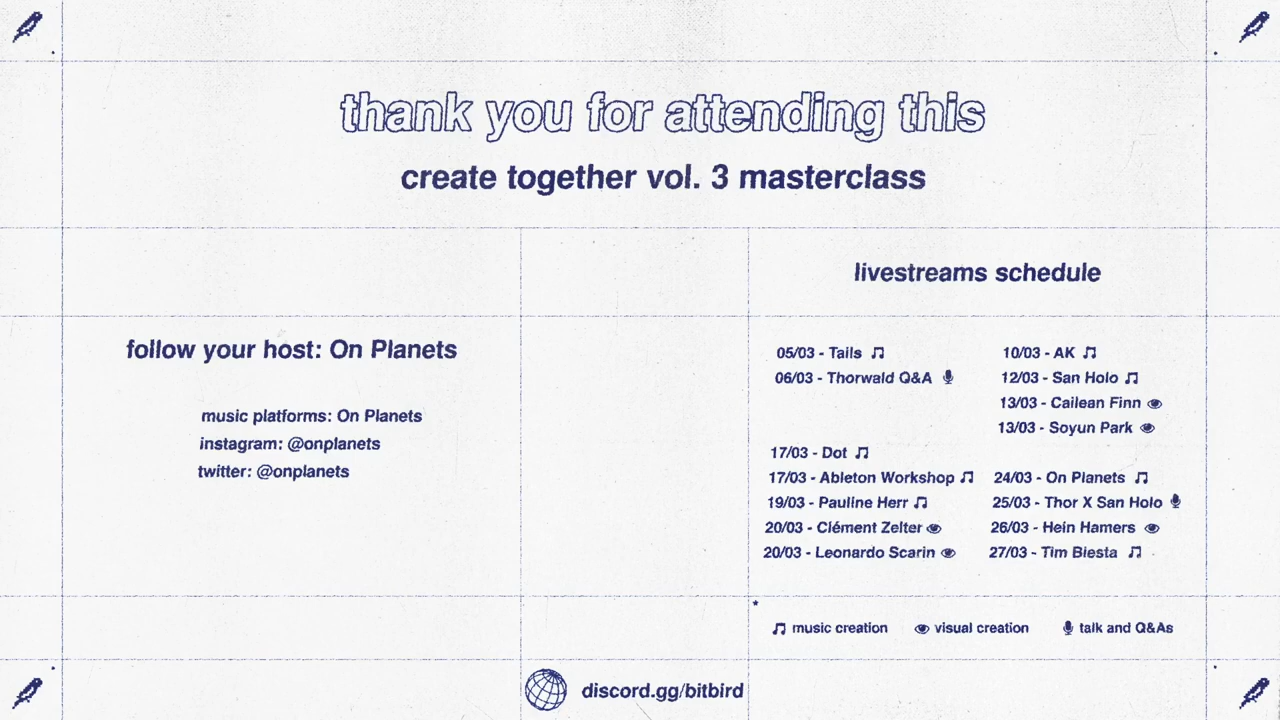 thank you for attending this
create together vol. 3 masterclass
follow your host: On Planets
music platforms: On Planets
instagram: @onplanets
twitter: @onplanets
livestreams schedule
05/03 - Tails
06/03 - Thorwald Q&A
17/03 - Dot
17/03 - Ableton Workshop
19/03 - Pauline Herr
20/03 - Clément Zelter
20/03 - Leonardo Scarin
10/03 - AK
12/03 - San Holo
13/03 - Cailean Finn
13/03 - Soyun Park
24/03 - On Planets
25/03 - Thor X San Holo
26/03 - Hein Hamers
27/03 - Tim Biesta
music creation
visual creation
talk and Q&As
discord.gg/bitbird